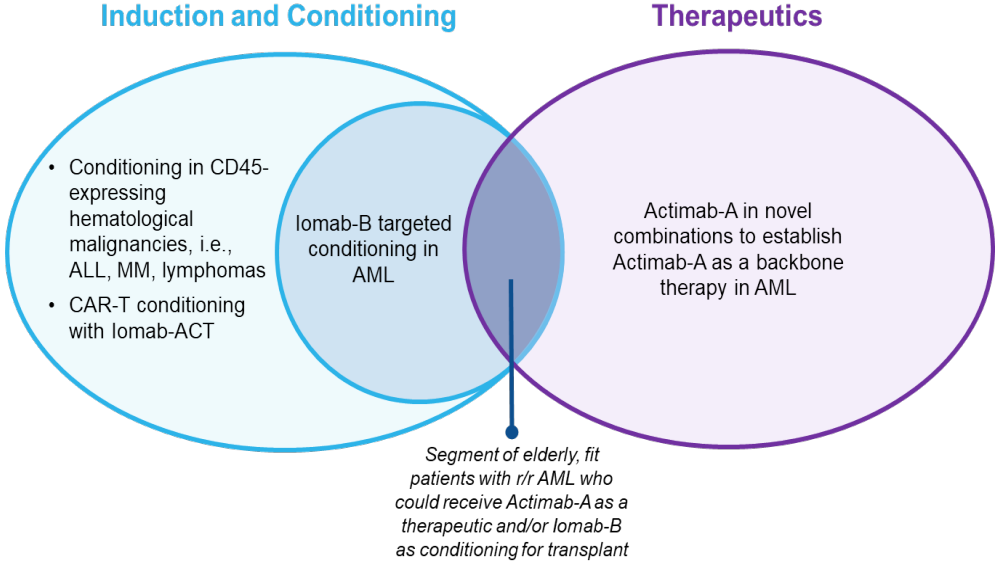 Induction and Conditioning
Therapeutics
• Conditioning in CD45-
expressing
hematological
malignancies, i.e.,
ALL, MM, lymphomas
• CAR-T conditioning
with Iomab-ACT
Iomab-B targeted
conditioning in
AML
Actimab-A in novel
combinations to establish
Actimab-A as a backbone
therapy in AML
Segment of elderly, fit
patients with r/r AML who
could receive Actimab-A as a
therapeutic and/or Iomab-B
as conditioning for transplant